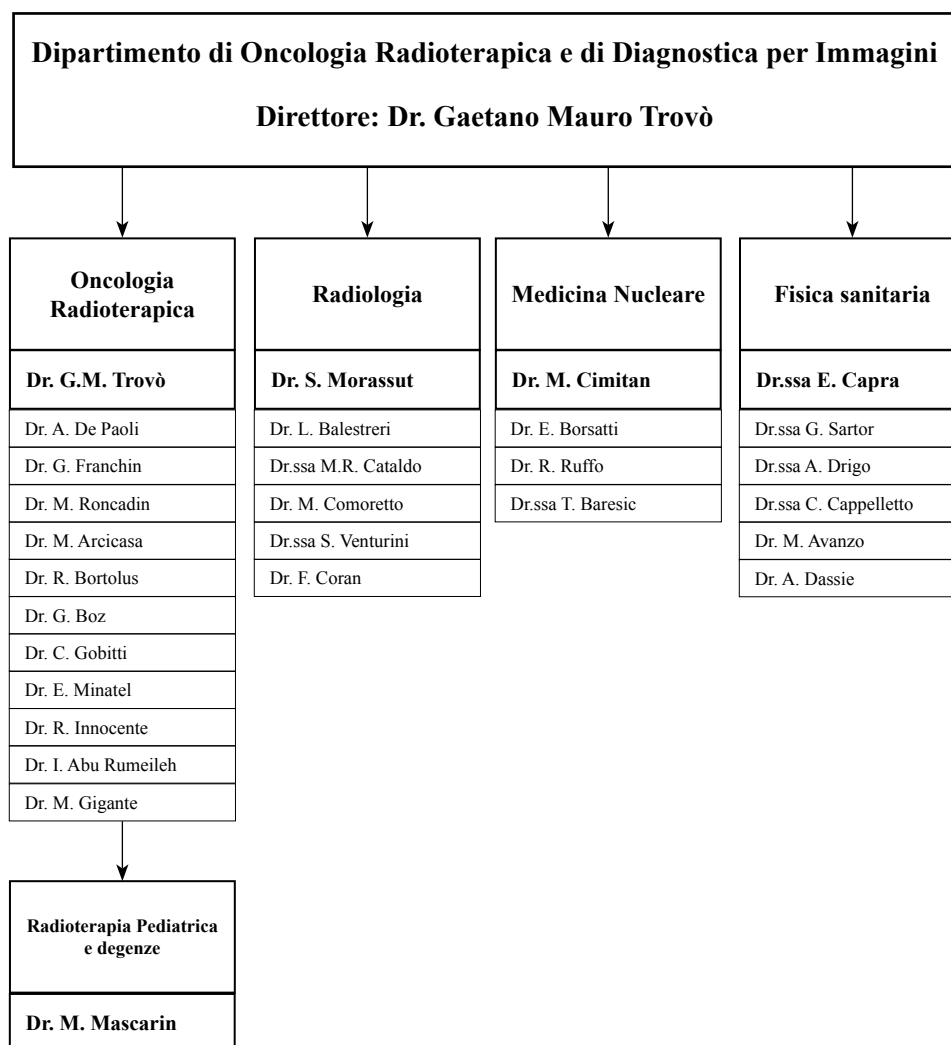 Dipartimento di Oncologia Radioterapica e di Diagnostica per Immagini
Direttore: Dr. Gaetano Mauro Trovò
Oncologia
Radioterapica
Dr. G.M. Trovò
Dr. A. De Paoli
Dr. G. Franchin
Dr. M. Roncadin
Dr. M. Arcicasa
Dr. R. Bortolus
Dr. G. Boz
Dr. C. Gobitti
Dr. E. Minatel
Dr. R. Innocente
Dr. I. Abu Rumeileh
Dr. M. Gigante
Radioterapia Pediatrica
e degenze
Dr. M. Mascarin
Radiologia
Dr. S. Morassut
Dr. L. Balestreri
Dr.ssa M.R. Cataldo
Dr. M. Comoretto
Dr.ssa S. Venturini
Dr. F. Coran
Medicina Nucleare
Dr. M. Cimitan
Dr. E. Borsatti
Dr. R. Ruffo
Dr.ssa T. Baresic
Fisica sanitaria
Dr.ssa E. Capra
Dr.ssa G. Sartor
Dr.ssa A. Drigo
Dr.ssa C. Cappelletto
Dr. M. Avanzo
Dr. A. Dassie